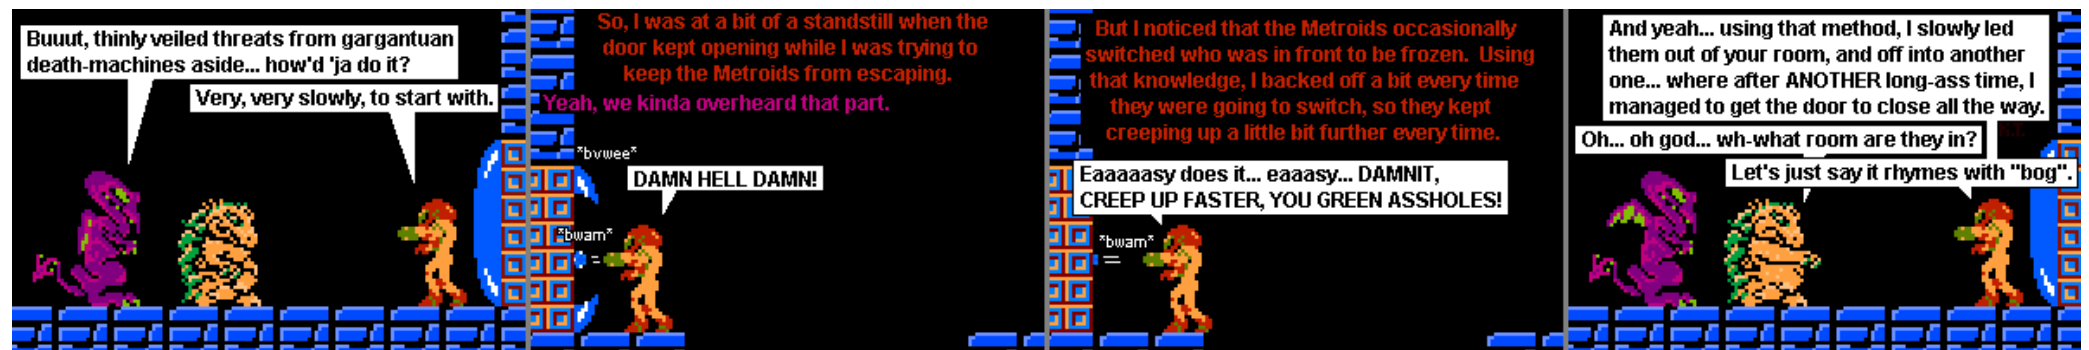 Buuut, thinly veiled threats from gargantuan
death-machines aside... how'd 'ja do it?
Very, very slowly, to start with.
So, I was at a bit of a standstill when the
door kept opening while I was trying to
keep the Metroids from escaping.
Yeah, we kinda overheard that part.
*bvwee*
DAMN HELL DAMN!
*bwam*
But I noticed that the Metroids occasionally
switched who was in front to be frozen. Using
that knowledge, I backed off a bit every time
they were going to switch, so they kept
creeping up a little bit further every time.
Eaaaaasy does it... eaaasy... DAMNIT,
CREEP UP FASTER, YOU GREEN ASSHOLES!
*bwam*
And yeah... using that method, I slowly led
them out of your room, and off into another
one... where after ANOTHER long-ass time, I
managed to get the door to close all the way.
Oh... oh god... wh-what room are they in?
Let's just say it rhymes with "bog".